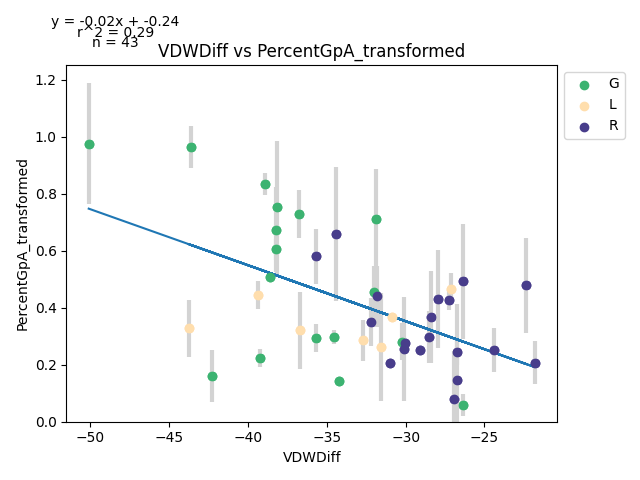 y = -0.02x + -0.24
r^2 = 0.29
n = 43
VDWDiff vs PercentGpA_transformed
1.2
1.0
0.8
0.6
0.4
0.2
0.0
PercentGpA_transformed
−50
−45
−40
−35
−30
−25
VDWDiff
G
L
R